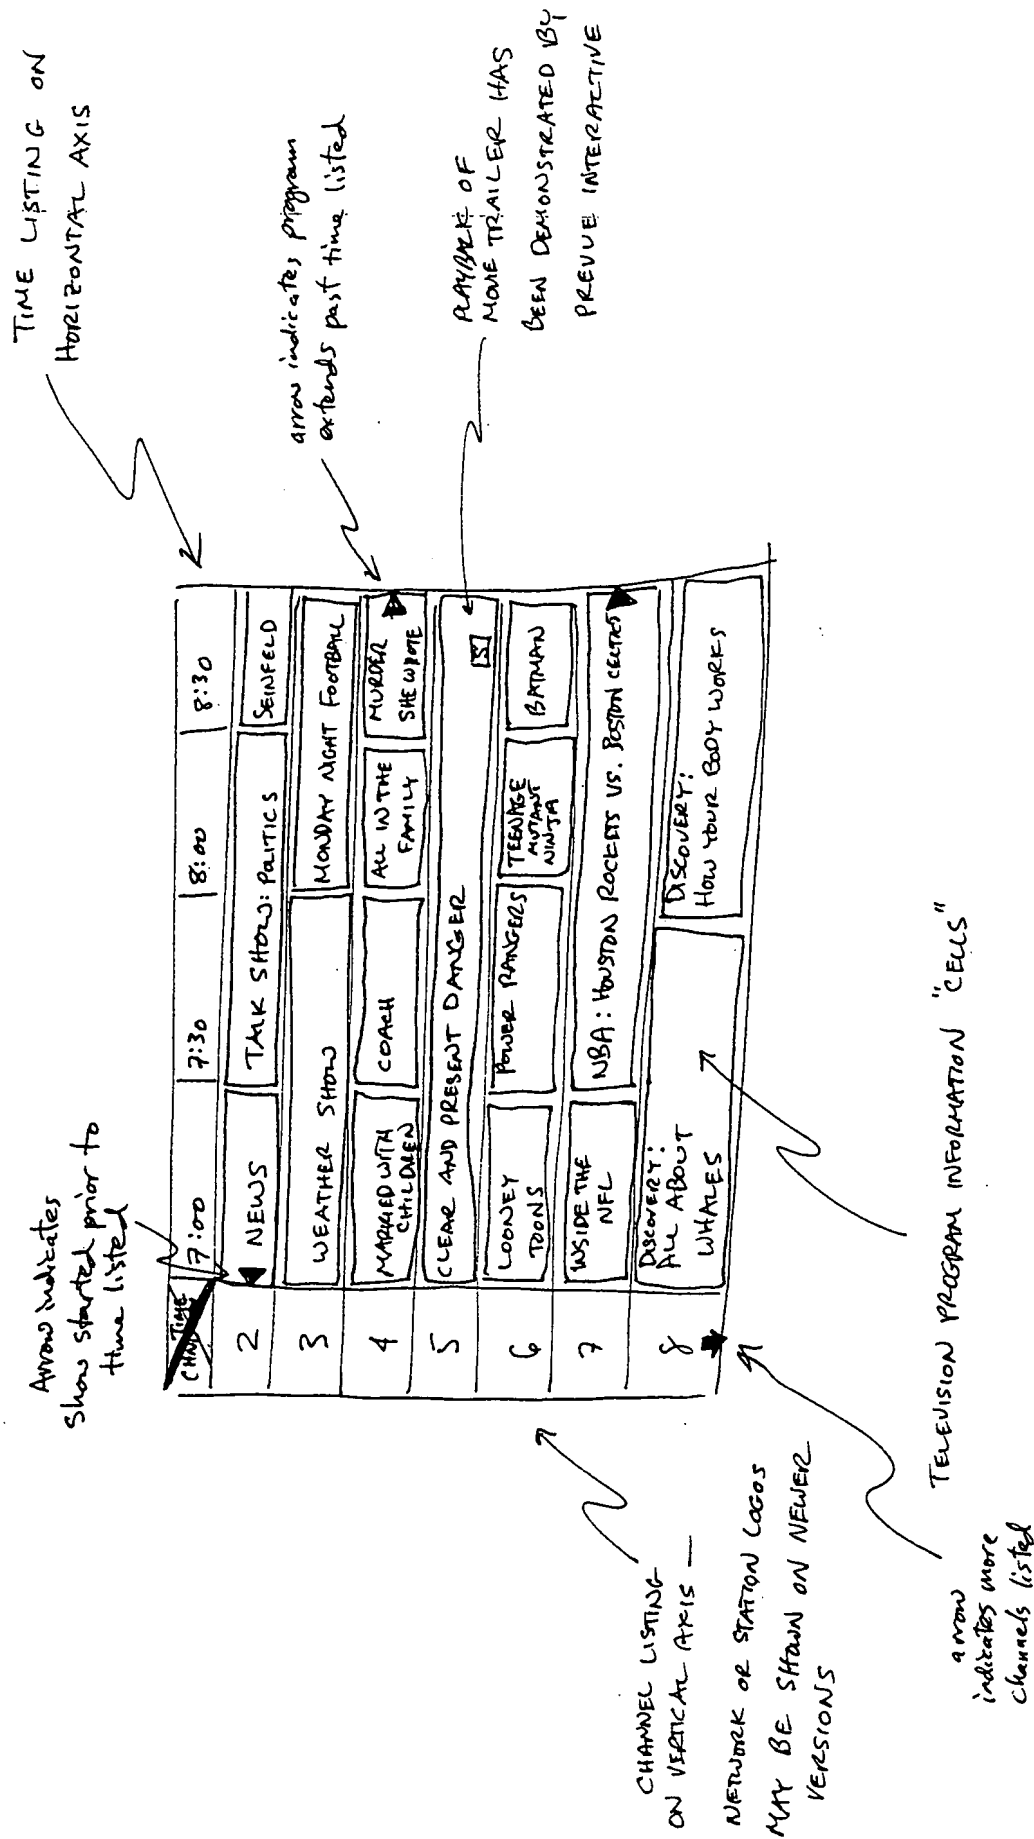 TIME LISTING ON
HORIZONTAL AXIS
Arrow indicates
show started prior to
time listed
arrow indicates program
extends past time listed
PLAYBACK OF
MOVIE TRAILER HAS
BEEN DEMONSTRATED BY
PREVUE INTERACTIVE
TIME
CHNL
7:00 7:30 8:00 8:30
2 NEWS TALK SHOW: POLITICS SEINFELD
3 WEATHER SHOW MONDAY NIGHT FOOTBALL
4 MARRIED WITH CHILDREN COACH ALL IN THE FAMILY MURDER SHE WROTE
5 CLEAR AND PRESENT DANGER
6 LOONEY TOONS POWER RANGERS TEENAGE MUTANT NINJA BATMAN
7 INSIDE THE NFL NBA: HOUSTON ROCKETS VS. BOSTON CELTICS
8 DISCOVERY: ALL ABOUT WHALES DISCOVERY: HOW YOUR BODY WORKS
CHANNEL LISTING
ON VERTICAL AXIS —
NETWORK OR STATION LOGOS
MAY BE SHOWN ON NEWER
VERSIONS
TELEVISION PROGRAM INFORMATION "CELLS"
arrow
indicates more
channels listed